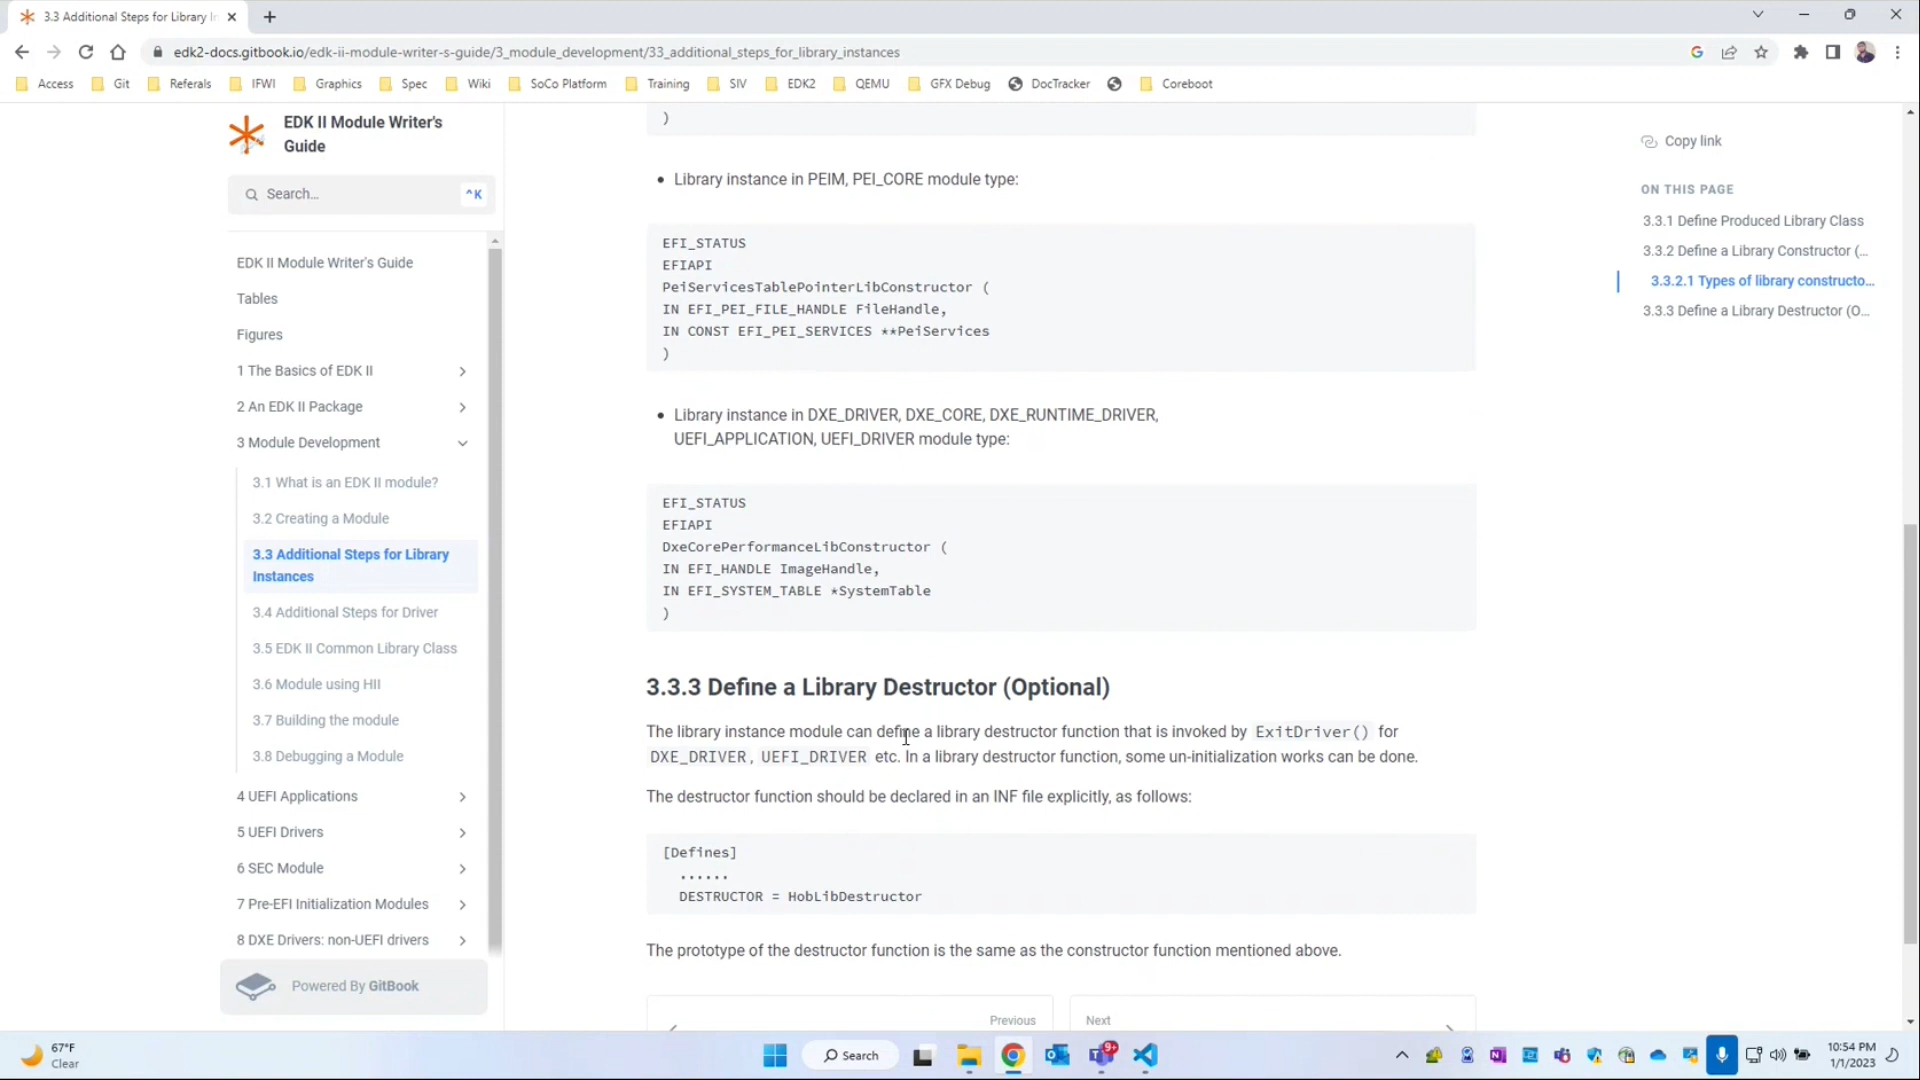 3.3 Additional Steps for Library In
edk2-docs.gitbook.io/edk-ii-module-writer-s-guide/3_module_development/33_additional_steps_for_library_instances
Access Git Referrals IFWI Graphics Spec Wiki SoCo Platform Training SIV EDK2 QEMU GFX Debug DocTracker Coreboot
EDK II Module Writer's
Guide
Search... ^K
EDK II Module Writer's Guide
Tables
Figures
1 The Basics of EDK II
2 An EDK II Package
3 Module Development
3.1 What is an EDK II module?
3.2 Creating a Module
3.3 Additional Steps for Library
Instances
3.4 Additional Steps for Driver
3.5 EDK II Common Library Class
3.6 Module using HII
3.7 Building the module
3.8 Debugging a Module
4 UEFI Applications
5 UEFI Drivers
6 SEC Module
7 Pre-EFI Initialization Modules
8 DXE Drivers: non-UEFI drivers
Powered By GitBook
)
• Library instance in PEIM, PEI_CORE module type:
EFI_STATUS
EFIAPI
PeiServicesTablePointerLibConstructor (
IN EFI_PEI_FILE_HANDLE FileHandle,
IN CONST EFI_PEI_SERVICES **PeiServices
)
• Library instance in DXE_DRIVER, DXE_CORE, DXE_RUNTIME_DRIVER,
UEFI_APPLICATION, UEFI_DRIVER module type:
EFI_STATUS
EFIAPI
DxeCorePerformanceLibConstructor (
IN EFI_HANDLE ImageHandle,
IN EFI_SYSTEM_TABLE *SystemTable
)
3.3.3 Define a Library Destructor (Optional)
The library instance module can define a library destructor function that is invoked by ExitDriver() for
DXE_DRIVER, UEFI_DRIVER etc. In a library destructor function, some un-initialization works can be done.
The destructor function should be declared in an INF file explicitly, as follows:
[Defines]
......
DESTRUCTOR = HobLibDestructor
The prototype of the destructor function is the same as the constructor function mentioned above.
Previous
Next
Copy link
ON THIS PAGE
3.3.1 Define Produced Library Class
3.3.2 Define a Library Constructor (...
3.3.2.1 Types of library constructo...
3.3.3 Define a Library Destructor (O...
67°F
Clear
Search
9+
10:54 PM
1/1/2023